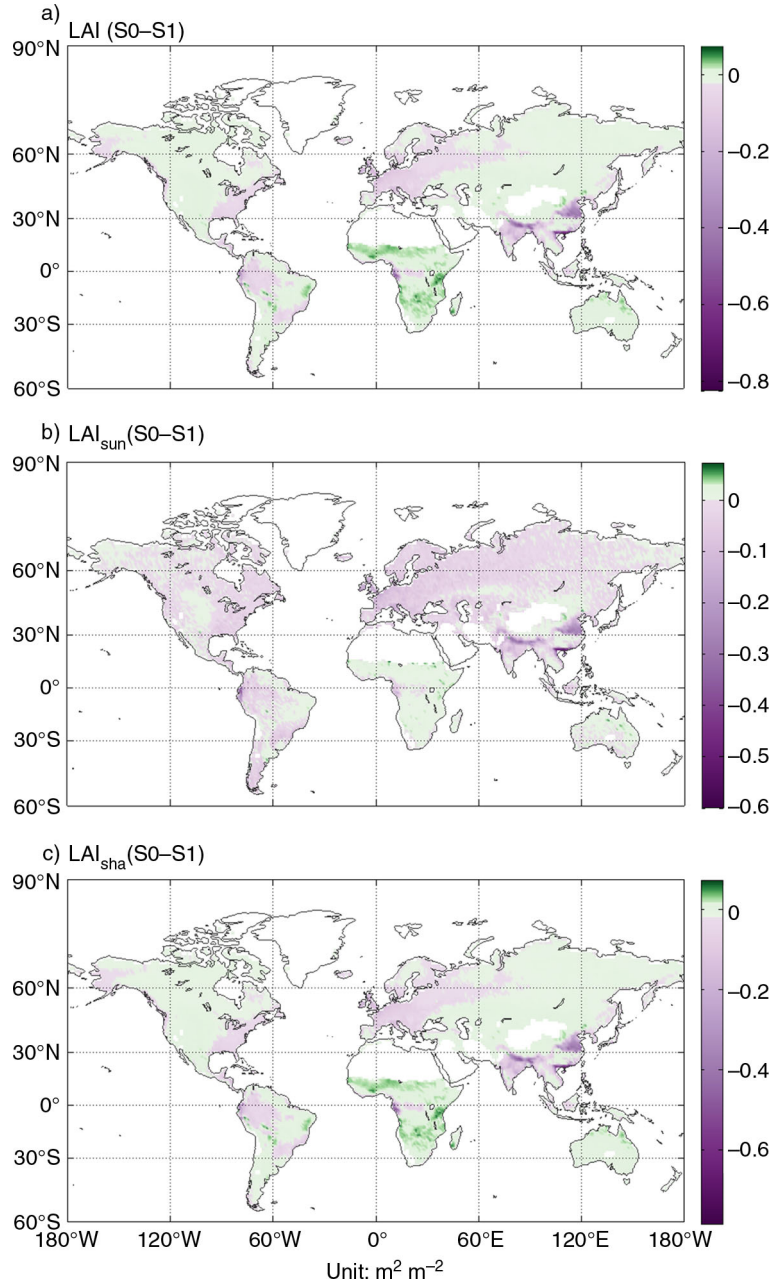 a)
LAI (S0–S1)
90°N
60°N
30°N
0°
30°S
60°S
0
–0.2
–0.4
–0.6
–0.8
b) LAIsun(S0–S1)
90°N
60°N
30°N
0°
30°S
60°S
0
–0.1
–0.2
–0.3
–0.4
–0.5
–0.6
c) LAIsha(S0–S1)
90°N
60°N
30°N
0°
30°S
60°S
0
–0.2
–0.4
–0.6
180°W 120°W 60°W 0° 60°E 120°E 180°W
Unit: m² m⁻²